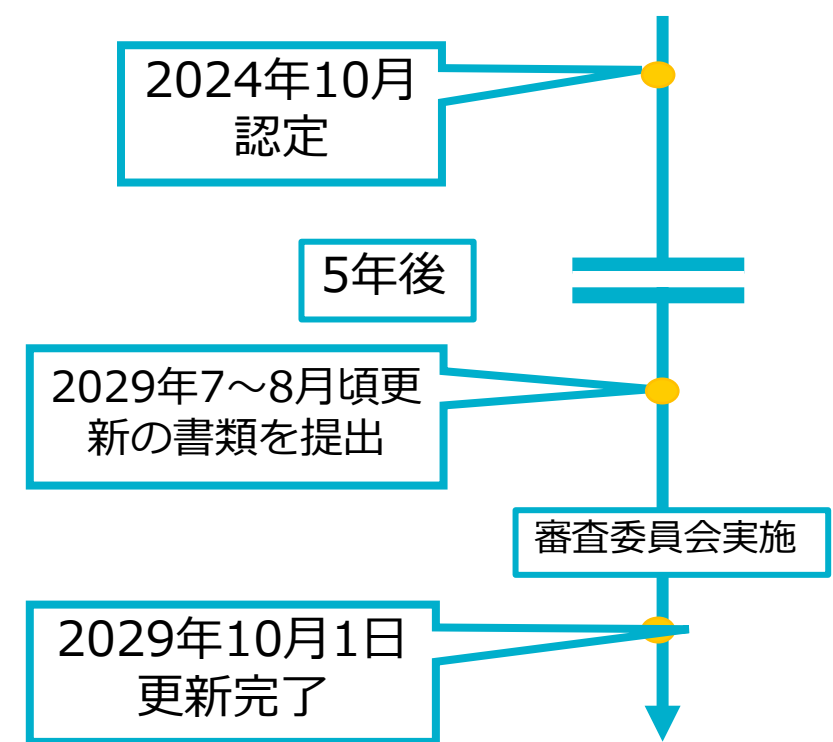 2024年10月
認定
5年後
2029年7～8月頃更
新の書類を提出
審査委員会実施
2029年10月1日
更新完了